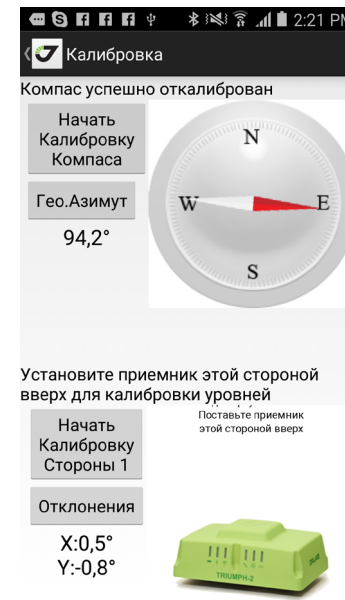 2:21 PM
Калибровка
Компас успешно откалиброван
Начать
Калибровку
Компаса
N
W
E
S
Гео.Азимут
94,2°
Установите приемник этой стороной
вверх для калибровки уровней
Начать
Калибровку
Стороны 1
Поставьте приемник
этой стороной вверх
Отклонения
X:0,5°
Y:-0,8°
TRIUMPH-2